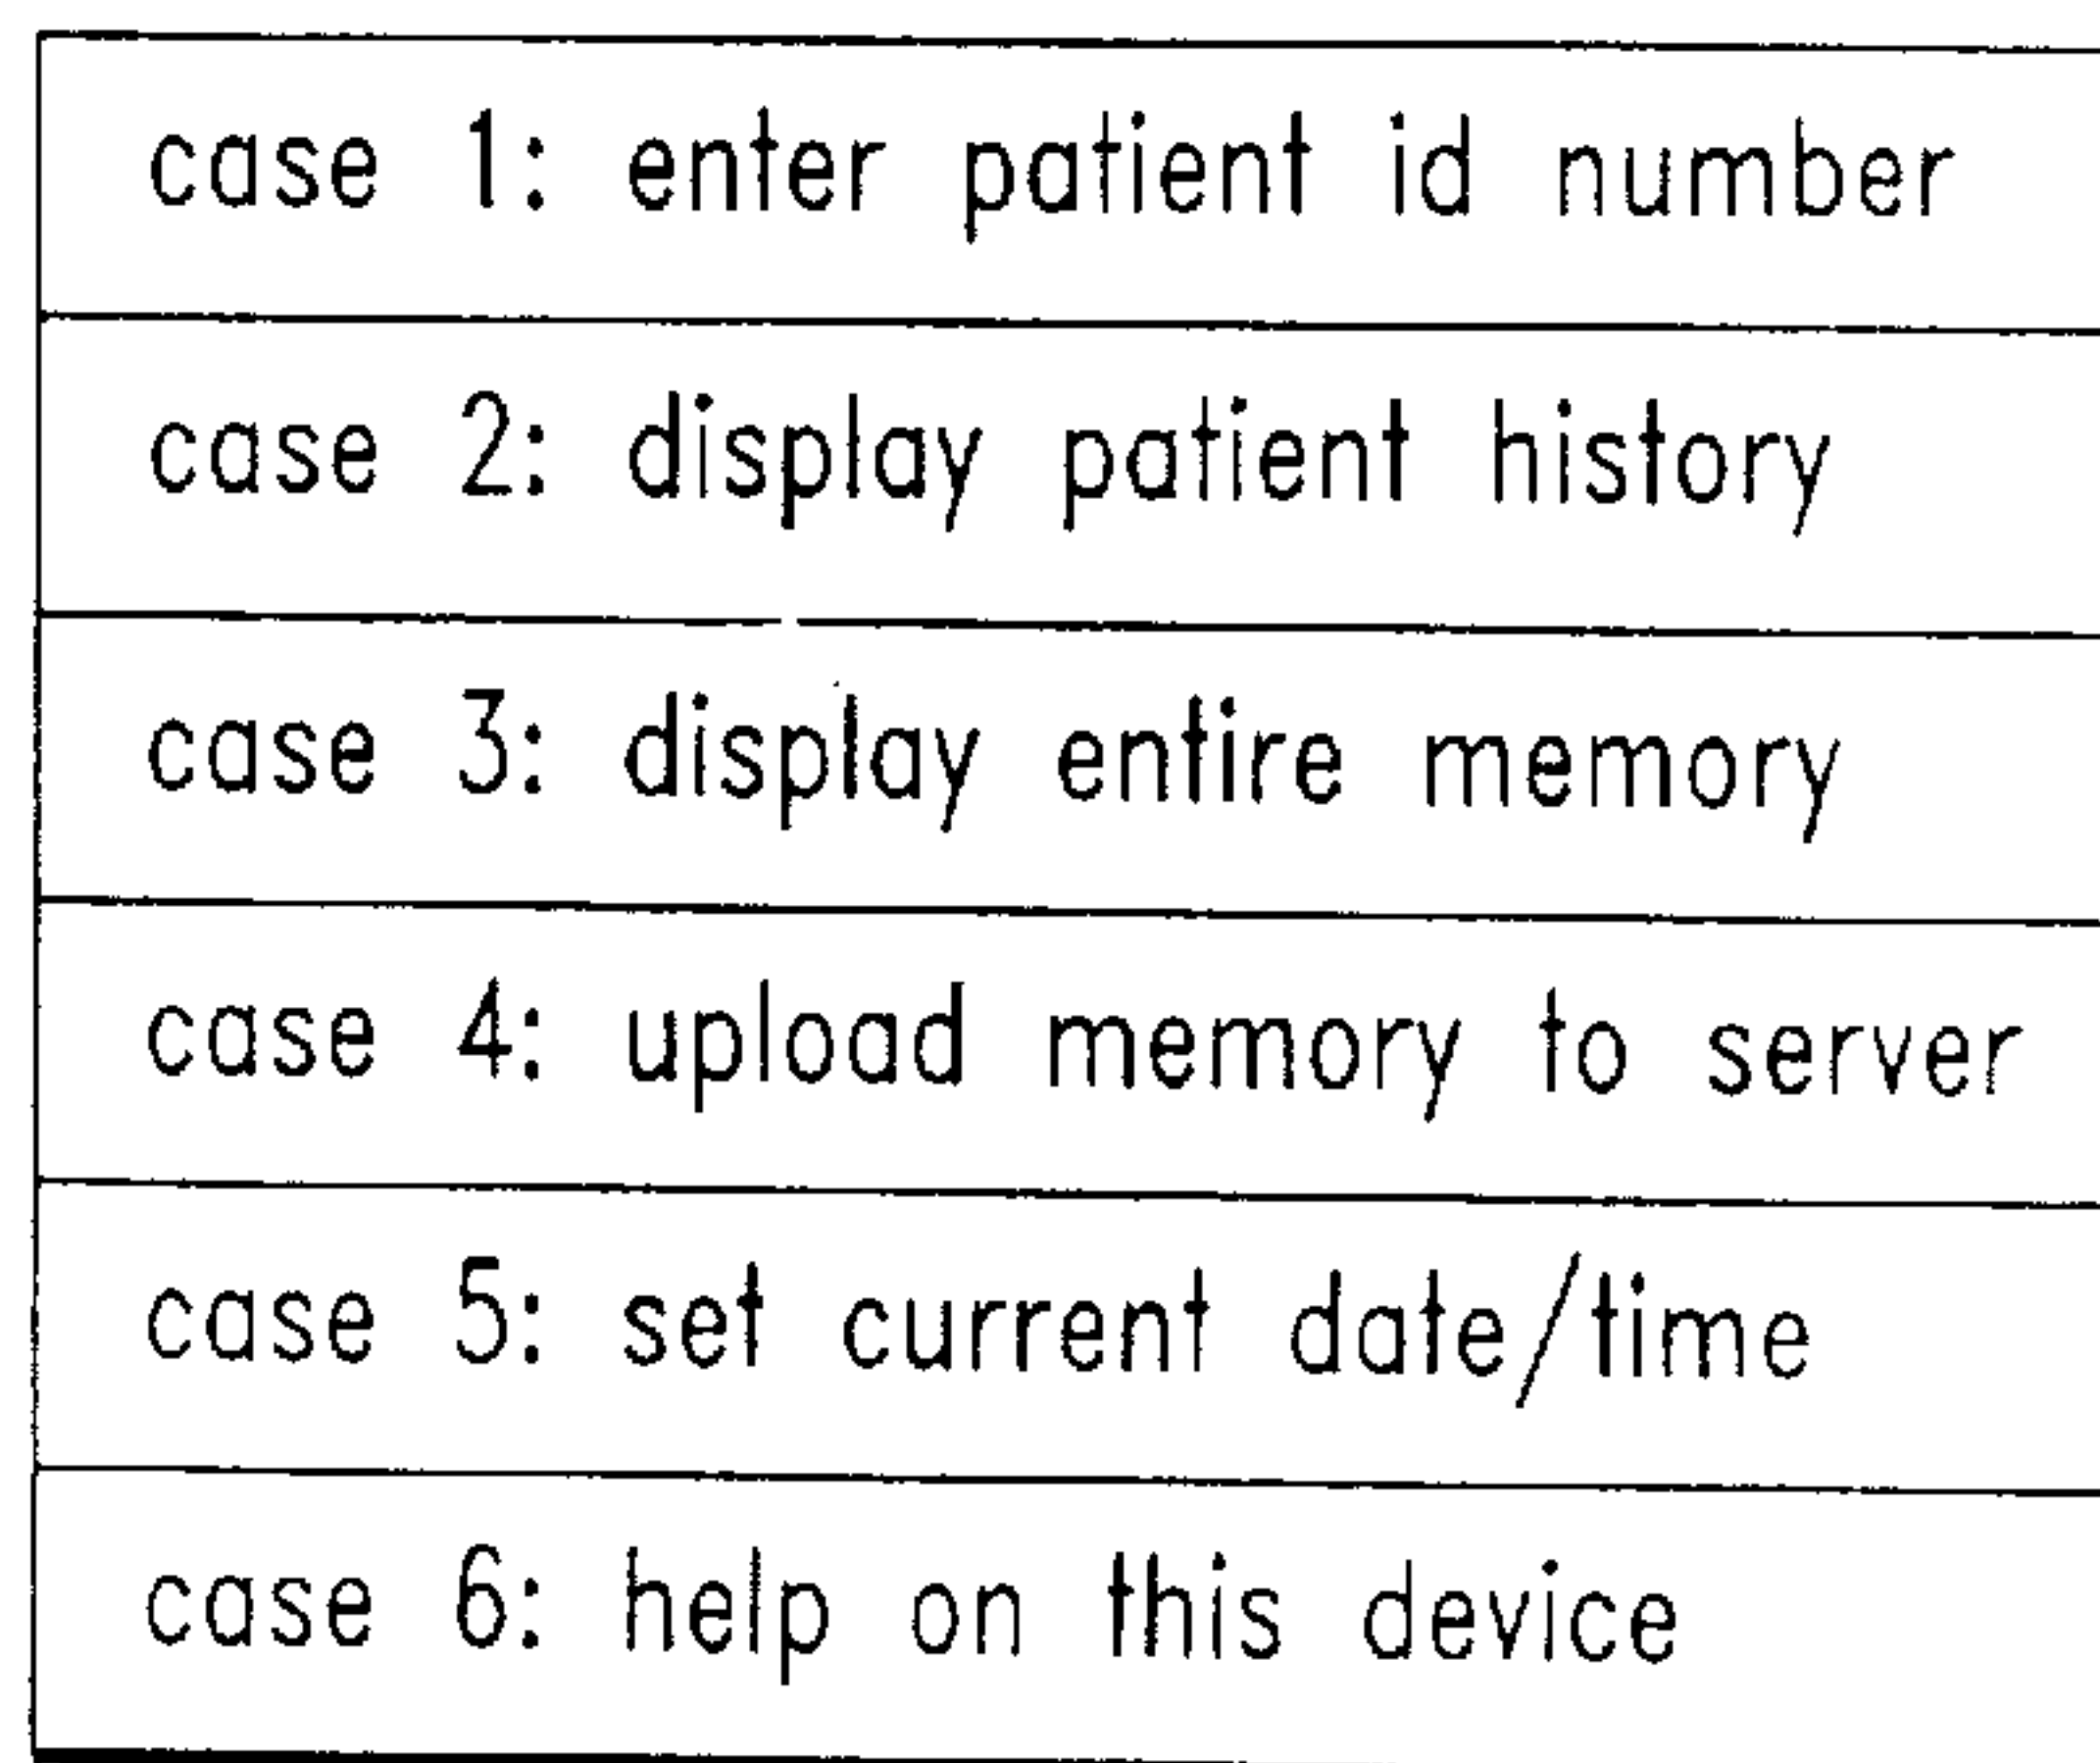 case 1: enter patient id number
case 2: display patient history
case 3: display entire memory
case 4: upload memory to server
case 5: set current date/time
case 6: help on this device